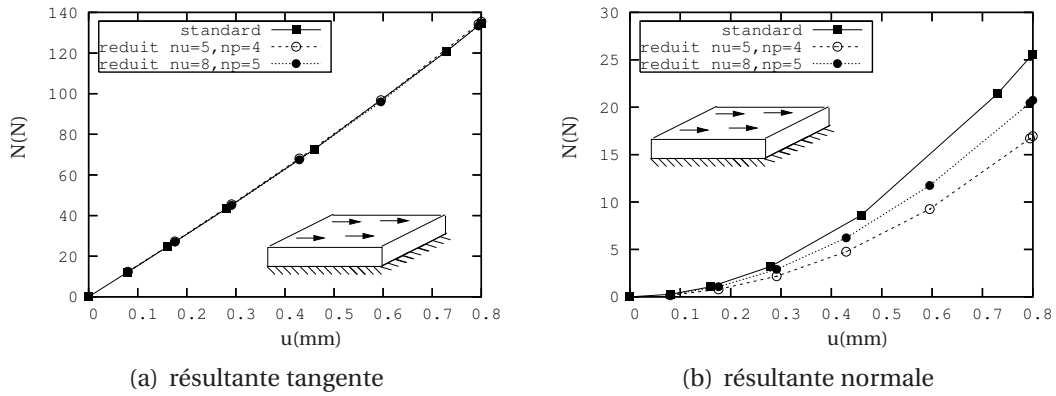 140
120
100
80
60
40
20
0
N(N)
standard
reduit nu=5,np=4
reduit nu=8,np=5
0 0.1 0.2 0.3 0.4 0.5 0.6 0.7 0.8
u(mm)
(a) résultante tangente
30
25
20
15
10
5
0
N(N)
standard
reduit nu=5,np=4
reduit nu=8,np=5
0 0.1 0.2 0.3 0.4 0.5 0.6 0.7 0.8
u(mm)
(b) résultante normale